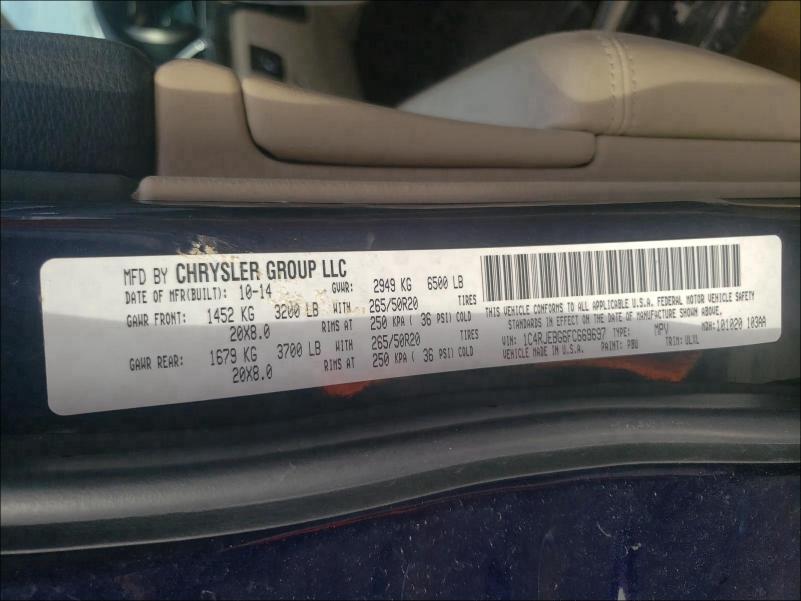 MFD BY CHRYSLER GROUP LLC
DATE OF MFR(BUILT): 10-14 GVWR: 2949 KG 6500 LB
GAWR FRONT: 1452 KG 3200 LB WITH 265/50R20 TIRES
20X8.0 RIMS AT 250 KPA ( 36 PSI) COLD
GAWR REAR: 1679 KG 3700 LB WITH 265/50R20 TIRES
20X8.0 RIMS AT 250 KPA ( 36 PSI) COLD
THIS VEHICLE CONFORMS TO ALL APPLICABLE U.S.A. FEDERAL MOTOR VEHICLE SAFETY
STANDARDS IN EFFECT ON THE DATE OF MANUFACTURE SHOWN ABOVE.
VIN: 1C4RJEBG6FC669697 TYPE: MPV MDH: 101020 103AA
VEHICLE MADE IN U.S.A. PAINT: PBU TRIM: ULXL